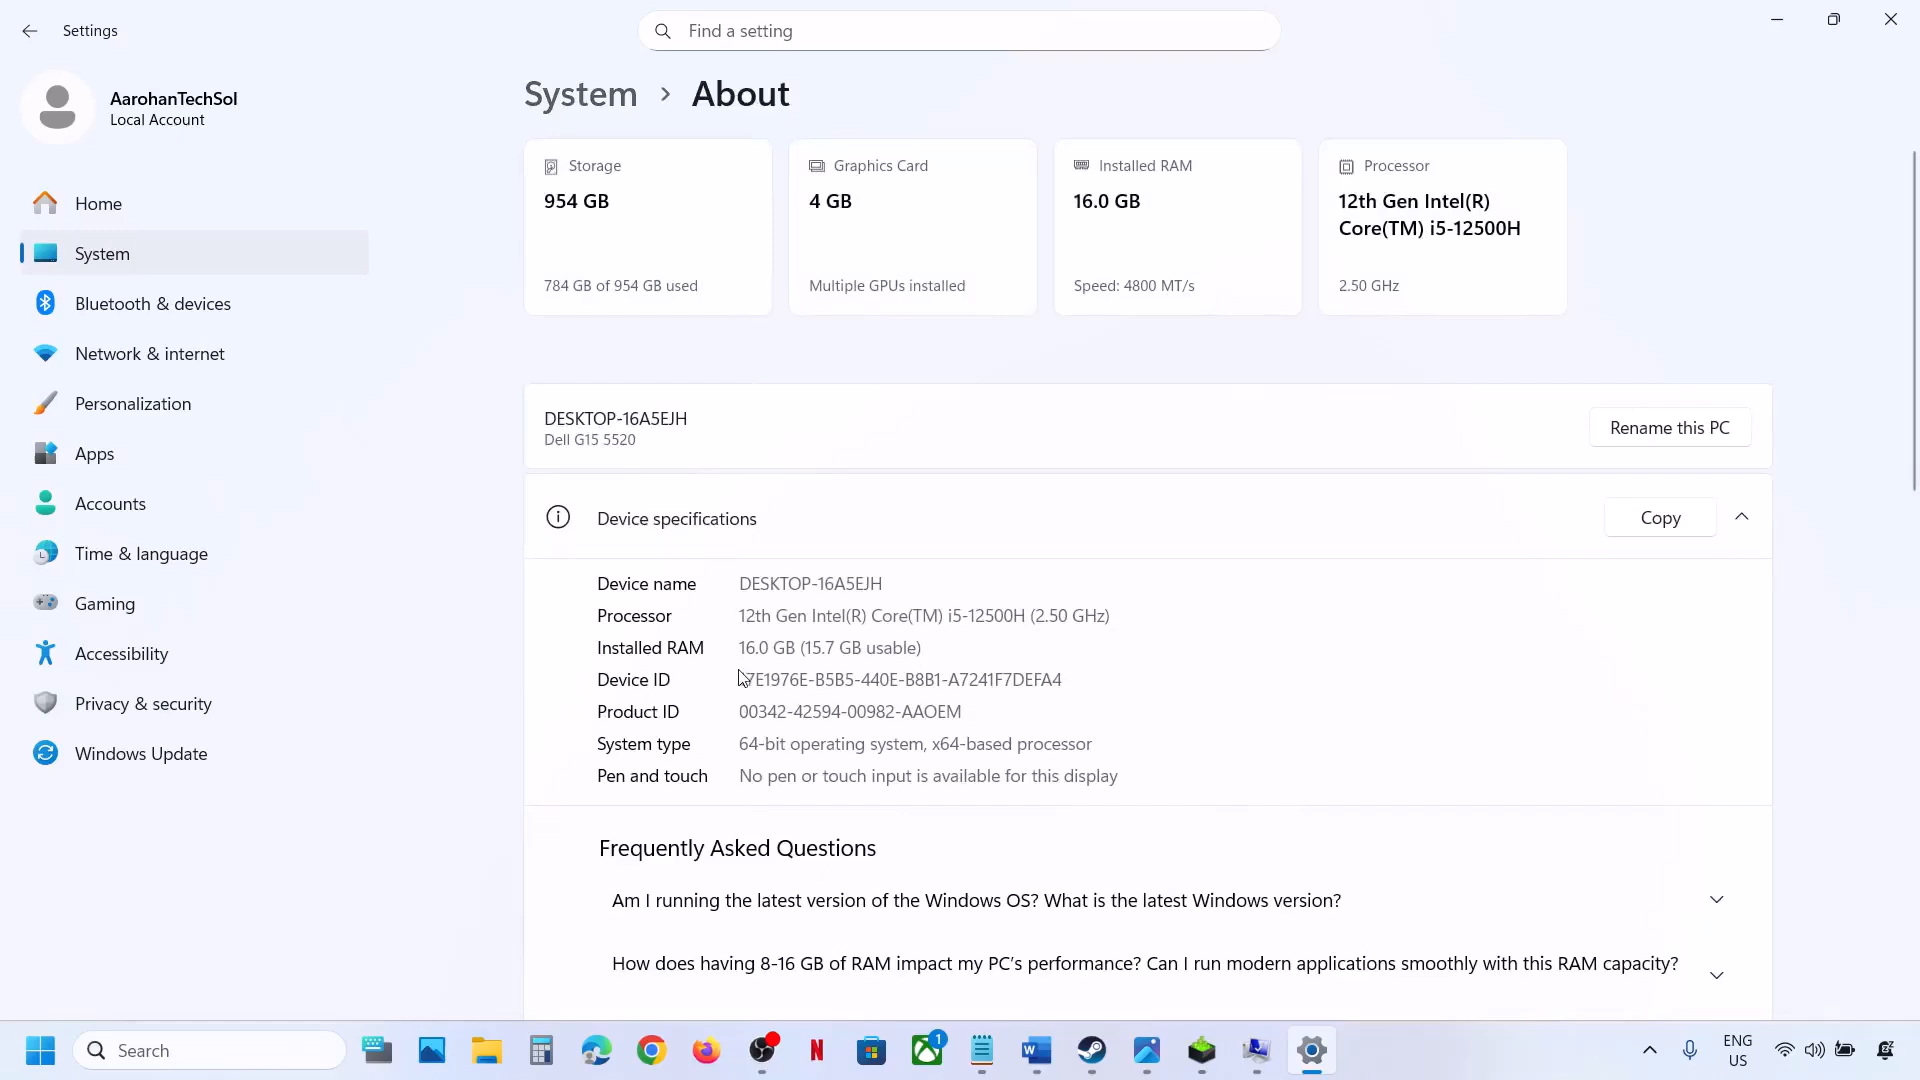 Settings
Find a setting
AarohanTechSol
Local Account
Home
System
Bluetooth & devices
Network & internet
Personalization
Apps
Accounts
Time & language
Gaming
Accessibility
Privacy & security
Windows Update
System > About
Storage
954 GB
784 GB of 954 GB used
Graphics Card
4 GB
Multiple GPUs installed
Installed RAM
16.0 GB
Speed: 4800 MT/s
Processor
12th Gen Intel(R)
Core(TM) i5-12500H
2.50 GHz
DESKTOP-16A5EJH
Dell G15 5520
Rename this PC
Device specifications
Copy
Device name DESKTOP-16A5EJH
Processor 12th Gen Intel(R) Core(TM) i5-12500H (2.50 GHz)
Installed RAM 16.0 GB (15.7 GB usable)
Device ID
Product ID 00342-42594-00982-AAOEM
System type 64-bit operating system, x64-based processor
Pen and touch No pen or touch input is available for this display
Frequently Asked Questions
Am I running the latest version of the Windows OS? What is the latest Windows version?
How does having 8-16 GB of RAM impact my PC's performance? Can I run modern applications smoothly with this RAM capacity?
Search
1
ENG
US